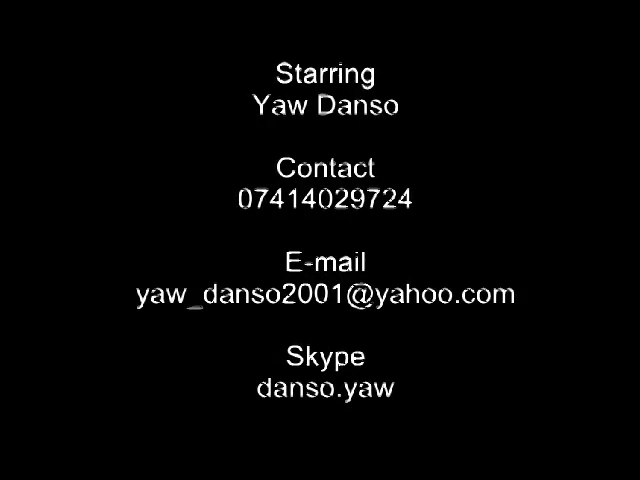 Starring
Yaw Danso
Contact
07414029724
E-mail
yaw_danso2001@yahoo.com
Skype
danso.yaw